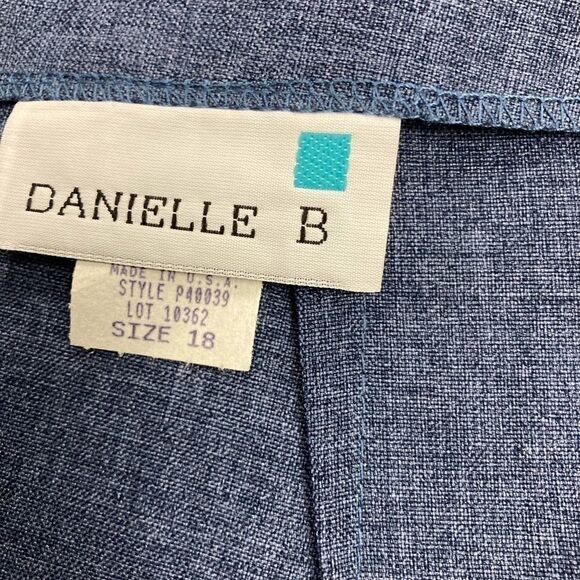 DANIELLE B
MADE IN U.S.A.
STYLE P40039
LOT 10362
SIZE 18